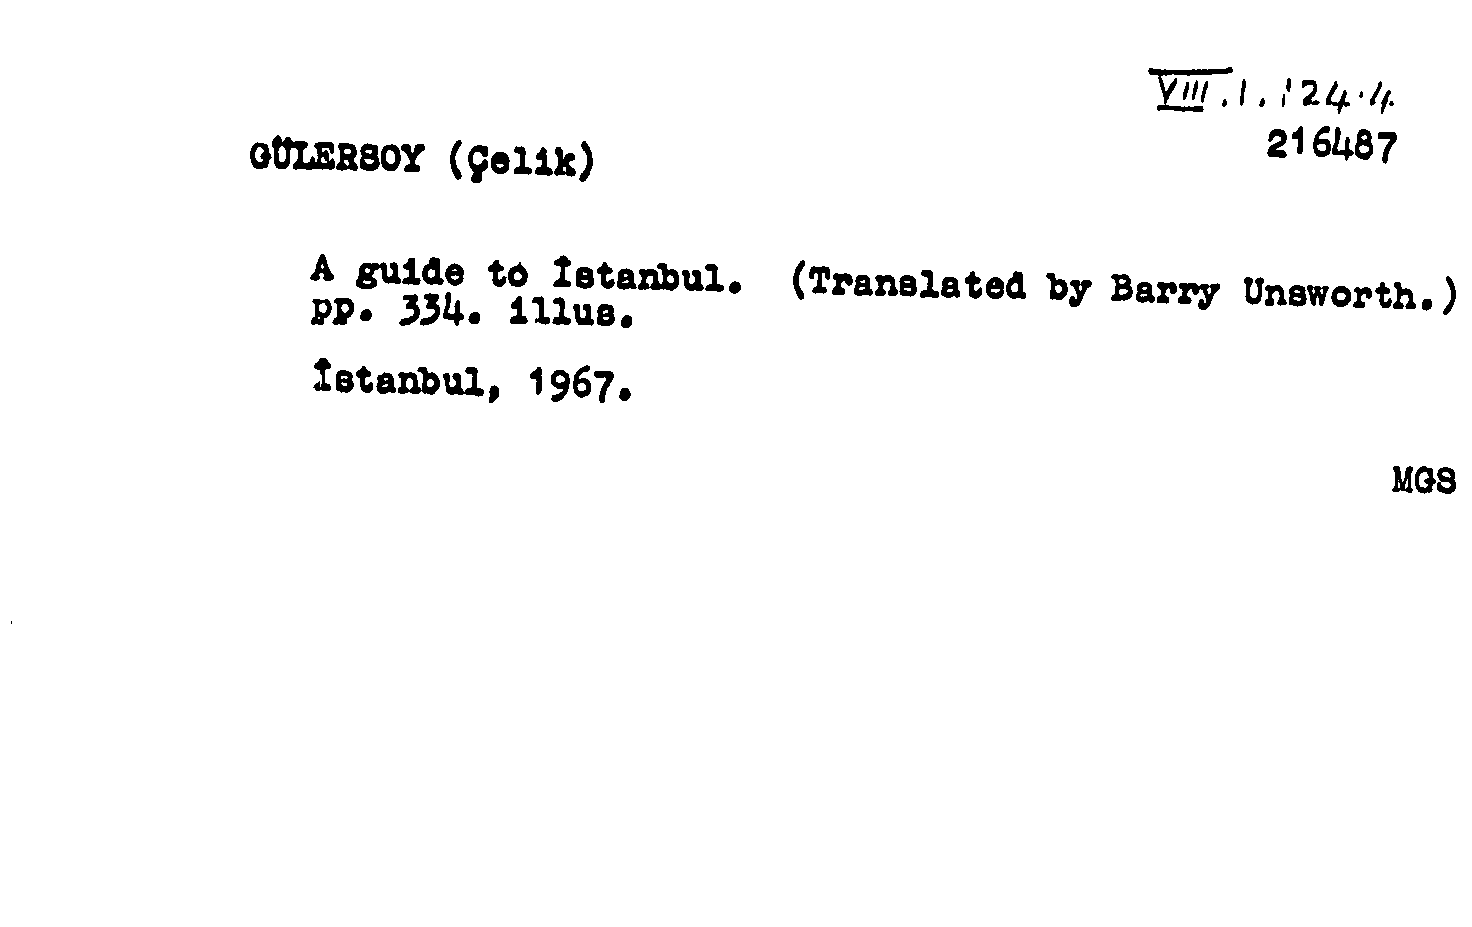 VIII.1.124.4
216487
GÜLERSOY (Çelik)
A guide to İstanbul. (Translated by Barry Unsworth.)
pp. 334. illus.
İstanbul, 1967.
MGS